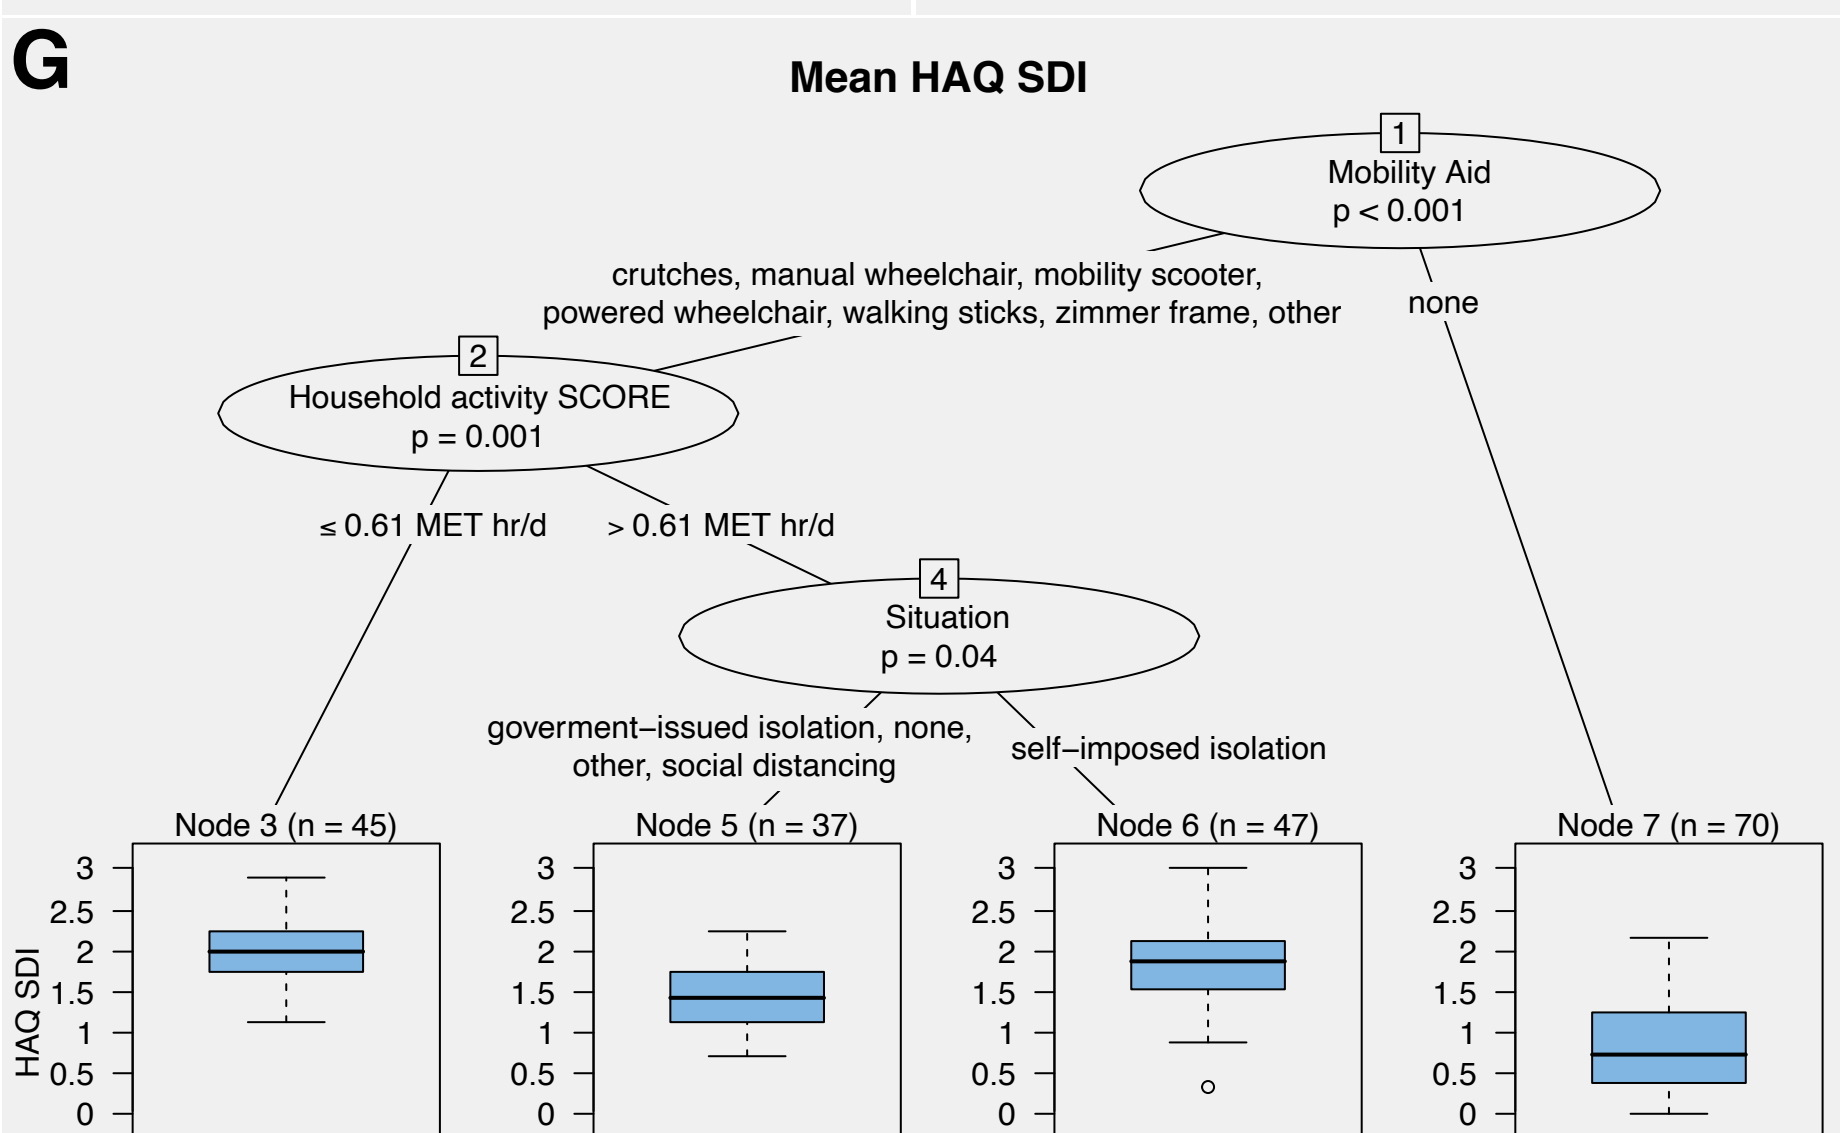 G
Mean HAQ SDI
1
Mobility Aid
p < 0.001
crutches, manual wheelchair, mobility scooter,
powered wheelchair, walking sticks, zimmer frame, other
none
2
Household activity SCORE
p = 0.001
≤ 0.61 MET hr/d
> 0.61 MET hr/d
4
Situation
p = 0.04
goverment−issued isolation, none,
other, social distancing
self−imposed isolation
Node 3 (n = 45)
Node 5 (n = 37)
Node 6 (n = 47)
Node 7 (n = 70)
HAQ SDI
3
2.5
2
1.5
1
0.5
0
3
2.5
2
1.5
1
0.5
0
3
2.5
2
1.5
1
0.5
0
3
2.5
2
1.5
1
0.5
0